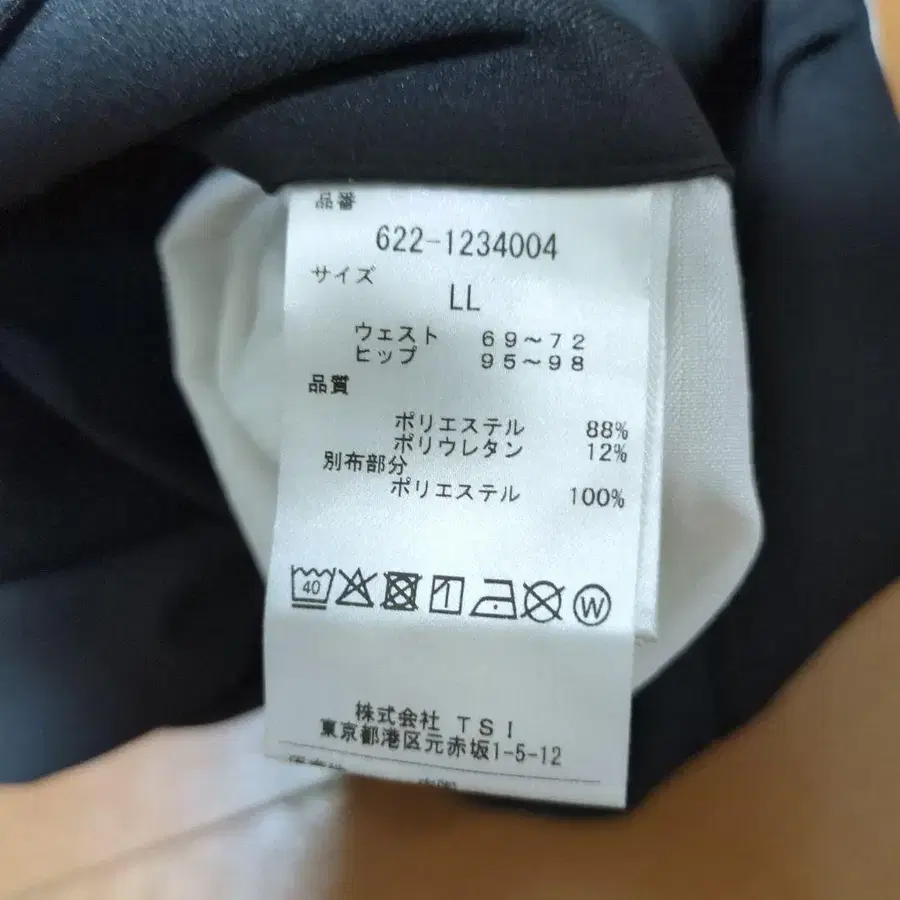 品番
622-1234004
サイズ
LL
ウェスト 69～72
ヒップ 95～98
品質
ポリエステル 88%
ポリウレタン 12%
別布部分
ポリエステル 100%
40 1 W
株式会社 TSI
東京都港区元赤坂1-5-12